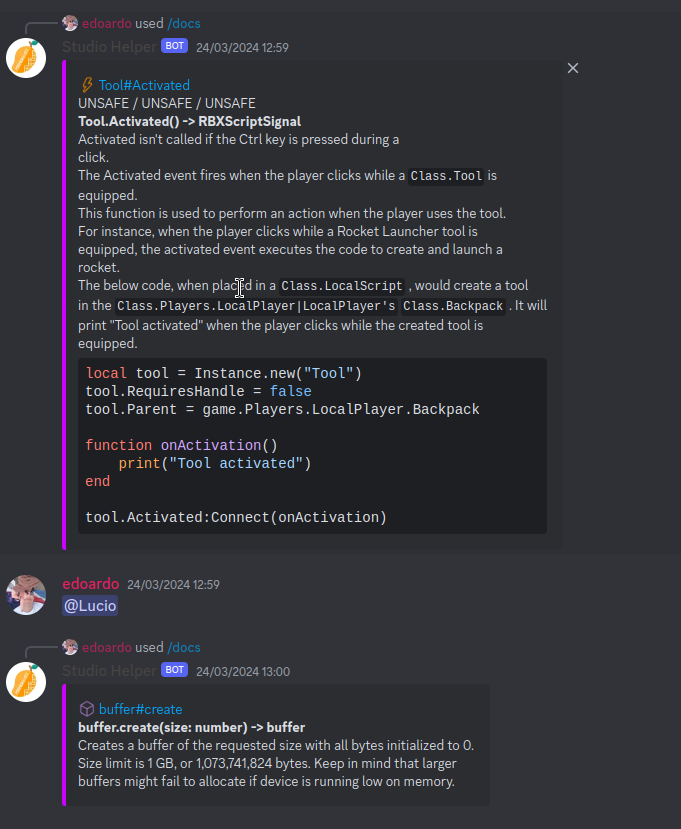 edoardo used /docs
Studio Helper BOT 24/03/2024 12:59
Tool#Activated
UNSAFE / UNSAFE / UNSAFE
Tool.Activated() -> RBXScriptSignal
Activated isn't called if the Ctrl key is pressed during a
click.
The Activated event fires when the player clicks while a Class.Tool is
equipped.
This function is used to perform an action when the player uses the tool.
For instance, when the player clicks while a Rocket Launcher tool is
equipped, the activated event executes the code to create and launch a
rocket.
The below code, when placed in a Class.LocalScript , would create a tool
in the Class.Players.LocalPlayer|LocalPlayer's Class.Backpack . It will
print "Tool activated" when the player clicks while the created tool is
equipped.
local tool = Instance.new("Tool")
tool.RequiresHandle = false
tool.Parent = game.Players.LocalPlayer.Backpack
function onActivation()
    print("Tool activated")
end
tool.Activated:Connect(onActivation)
edoardo 24/03/2024 12:59
@Lucio
edoardo used /docs
Studio Helper BOT 24/03/2024 13:00
buffer#create
buffer.create(size: number) -> buffer
Creates a buffer of the requested size with all bytes initialized to 0.
Size limit is 1 GB, or 1,073,741,824 bytes. Keep in mind that larger
buffers might fail to allocate if device is running low on memory.